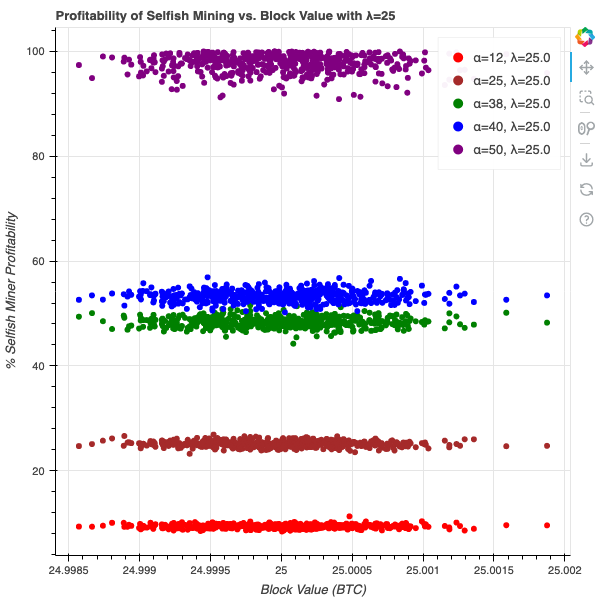 Profitability of Selfish Mining vs. Block Value with λ=25
% Selfish Miner Profitability
100
80
60
40
20
α=12, λ=25.0
α=25, λ=25.0
α=38, λ=25.0
α=40, λ=25.0
α=50, λ=25.0
24.9985
24.999
24.9995
25
25.0005
25.001
25.0015
25.002
Block Value (BTC)